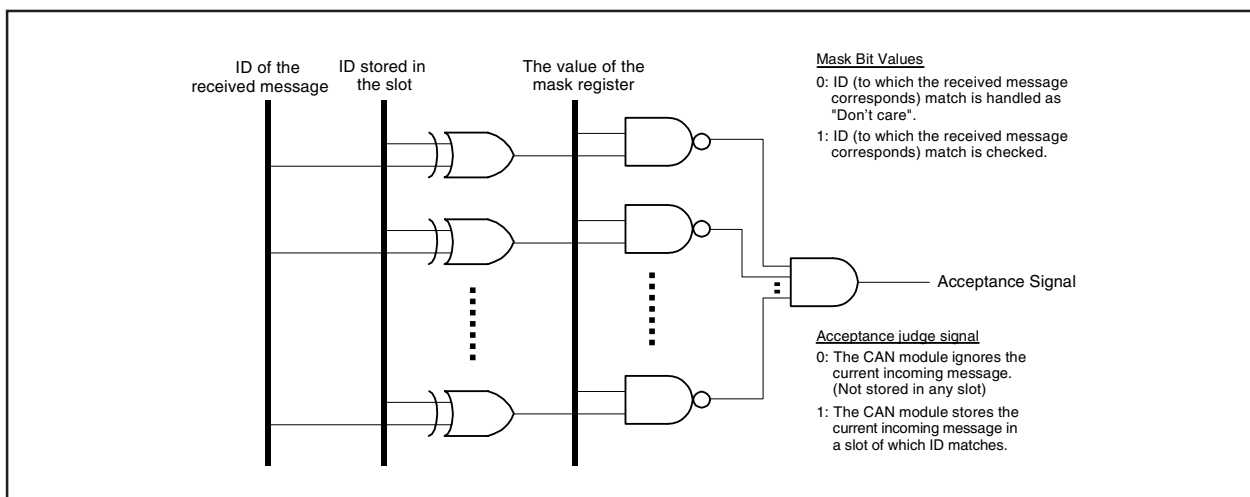 ID of the
received message
ID stored in
the slot
The value of the
mask register
Mask Bit Values
0: ID (to which the received message
corresponds) match is handled as
"Don't care".
1: ID (to which the received message
corresponds) match is checked.
Acceptance Signal
Acceptance judge signal
0: The CAN module ignores the
current incoming message.
(Not stored in any slot)
1: The CAN module stores the
current incoming message in
a slot of which ID matches.